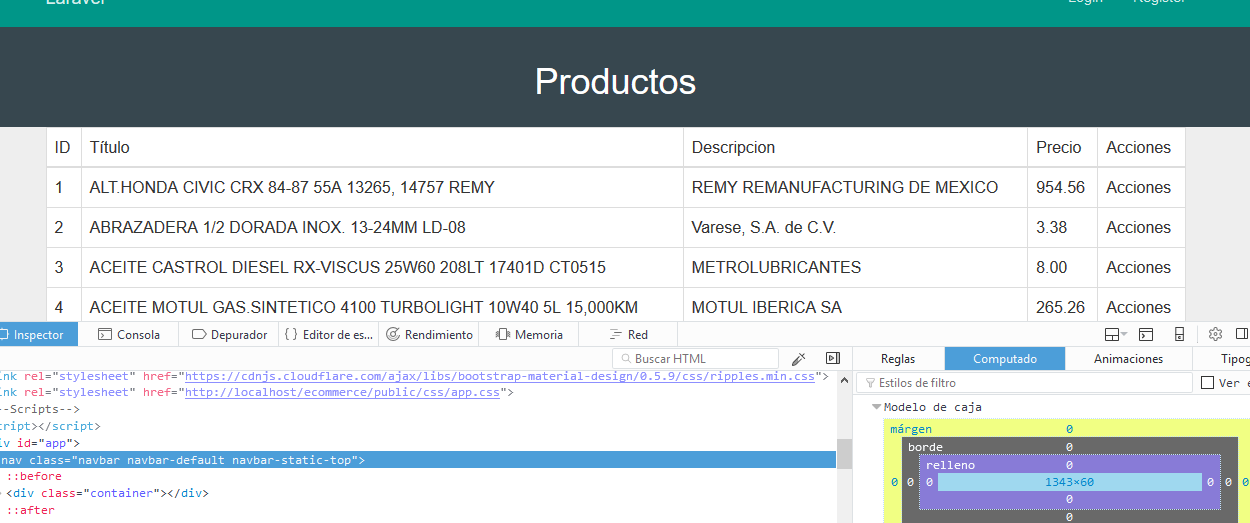 Laravel
Login Register
Productos
ID Título Descripcion Precio Acciones
1 ALT.HONDA CIVIC CRX 84-87 55A 13265, 14757 REMY REMY REMANUFACTURING DE MEXICO 954.56 Acciones
2 ABRAZADERA 1/2 DORADA INOX. 13-24MM LD-08 Varese, S.A. de C.V. 3.38 Acciones
3 ACEITE CASTROL DIESEL RX-VISCUS 25W60 208LT 17401D CT0515 METROLUBRICANTES 8.00 Acciones
4 ACEITE MOTUL GAS.SINTETICO 4100 TURBOLIGHT 10W40 5L 15,000KM MOTUL IBERICA SA 265.26 Acciones
Inspector Consola Depurador { } Editor de es... Rendimiento Memoria Red
Buscar HTML
ink rel="stylesheet" href="https://cdnjs.cloudflare.com/ajax/libs/bootstrap-material-design/0.5.9/css/ripples.min.css">
ink rel="stylesheet" href="http://localhost/ecommerce/public/css/app.css">
--Scripts-->
cript></script>
iv id="app">
nav class="navbar navbar-default navbar-static-top">
::before
<div class="container"></div>
::after
Reglas Computado Animaciones Tipog
Estilos de filtro Ver e
Modelo de caja
márgen 0
borde 0
relleno 0
0 0 0 1343×60 0 0 0
0
0